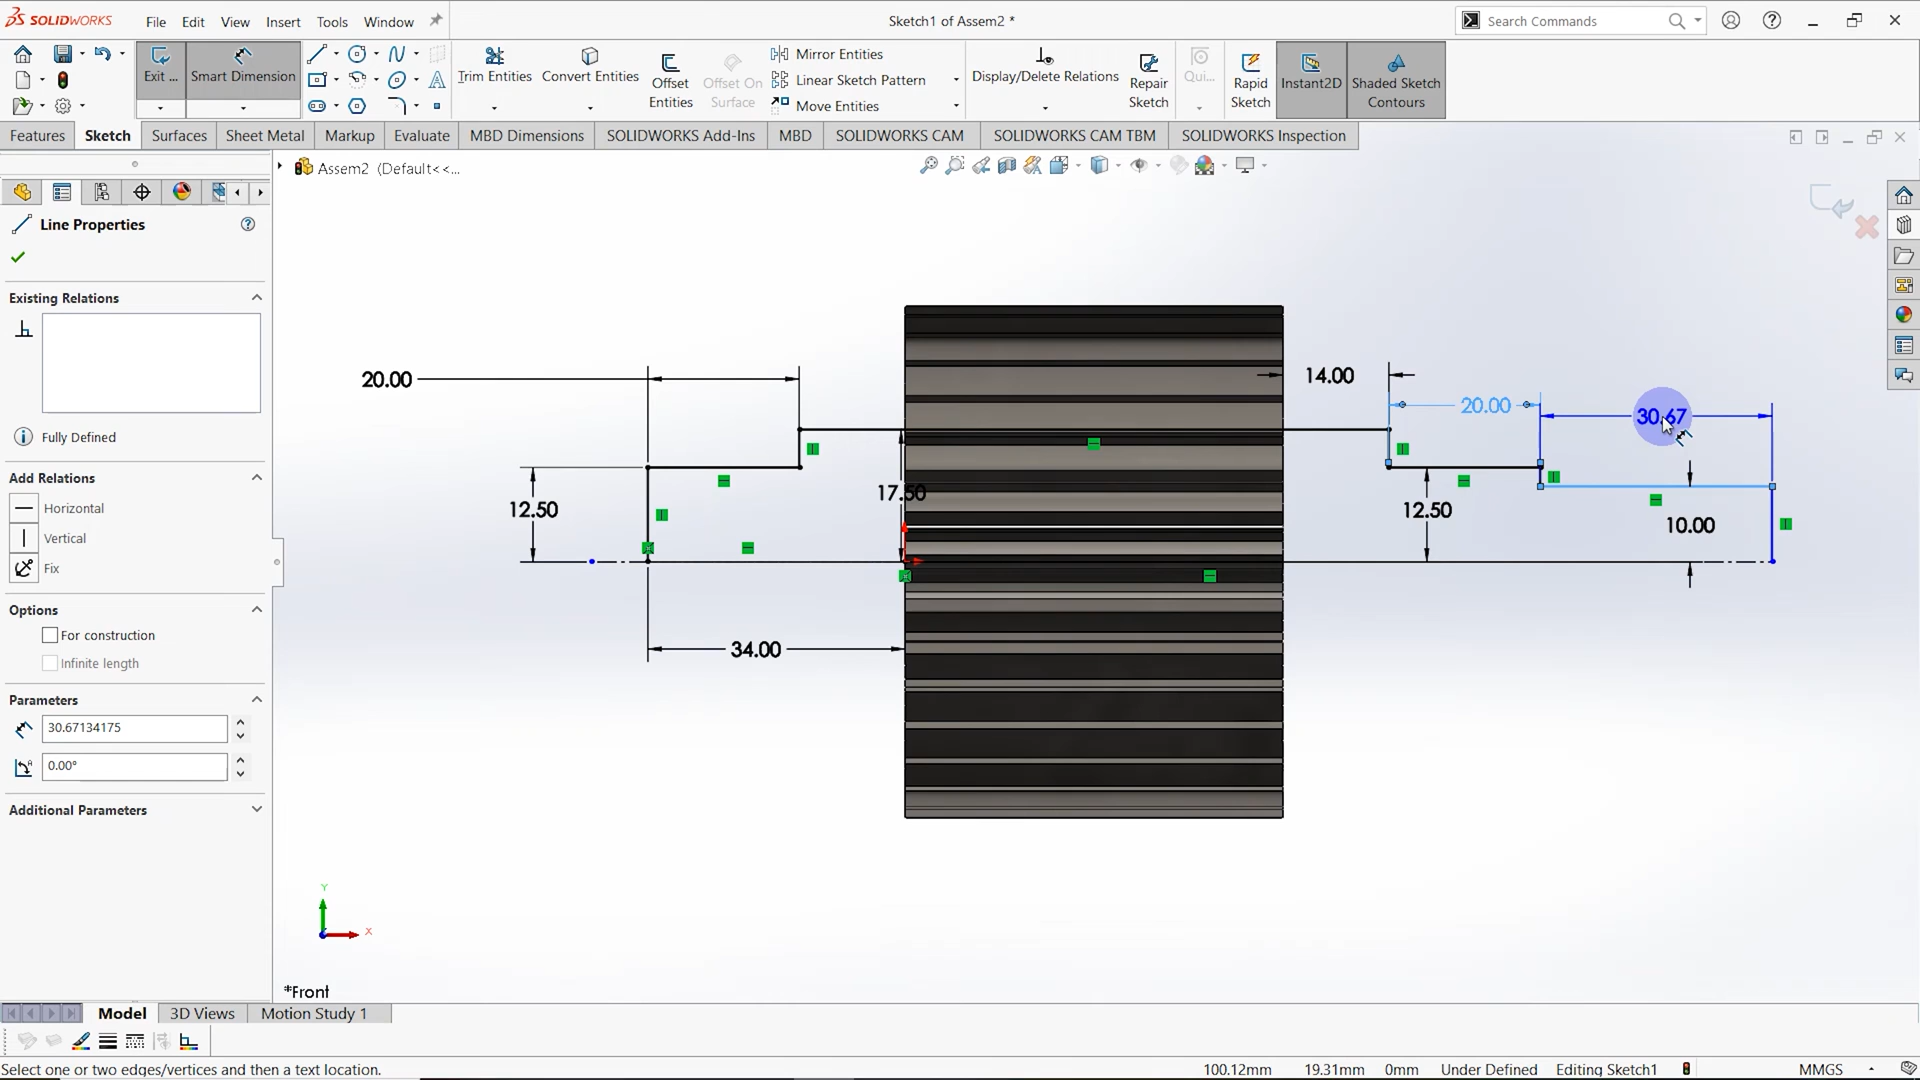 SOLIDWORKS File Edit View Insert Tools Window Sketch1 of Assem2 * Search Commands
Exit ... Smart Dimension Trim Entities Convert Entities Offset Entities Offset On Surface Mirror Entities Linear Sketch Pattern Move Entities Display/Delete Relations Repair Sketch Qui... Rapid Sketch Instant2D Shaded Sketch Contours
Features Sketch Surfaces Sheet Metal Markup Evaluate MBD Dimensions SOLIDWORKS Add-Ins MBD SOLIDWORKS CAM SOLIDWORKS CAM TBM SOLIDWORKS Inspection
Assem2 (Default<<...
Line Properties
Existing Relations
Fully Defined
Add Relations
Horizontal
Vertical
Fix
Options
For construction
Infinite length
Parameters
30.67134175
0.00°
Additional Parameters
20.00
14.00
20.00
30.67
17.50
12.50
12.50
10.00
34.00
Y
X
*Front
Model 3D Views Motion Study 1
Select one or two edges/vertices and then a text location. 100.12mm 19.31mm 0mm Under Defined Editing Sketch1 MMGS